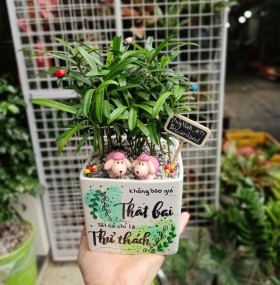 Không bao giờ
Thất bại
Tất cả chỉ là
Thử thách